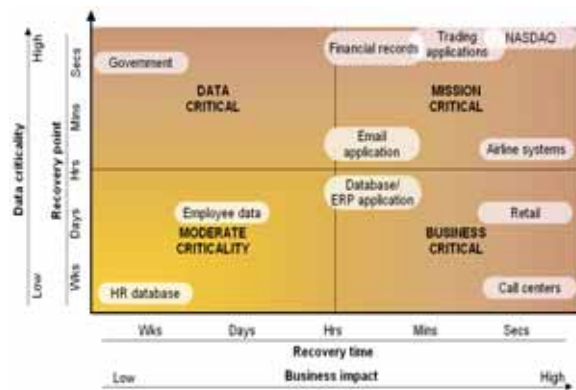 High
Data criticality
Low
Recovery point
Secs
Mins
Hrs
Days
Wks
Government
Financial records
Trading
applications
NASDAQ
DATA
CRITICAL
MISSION
CRITICAL
Email
application
Airline systems
Database/
ERP application
Employee data
Retail
MODERATE
CRITICALITY
BUSINESS
CRITICAL
HR database
Call centers
Wks Days Hrs Mins Secs
Recovery time
Low Business impact High